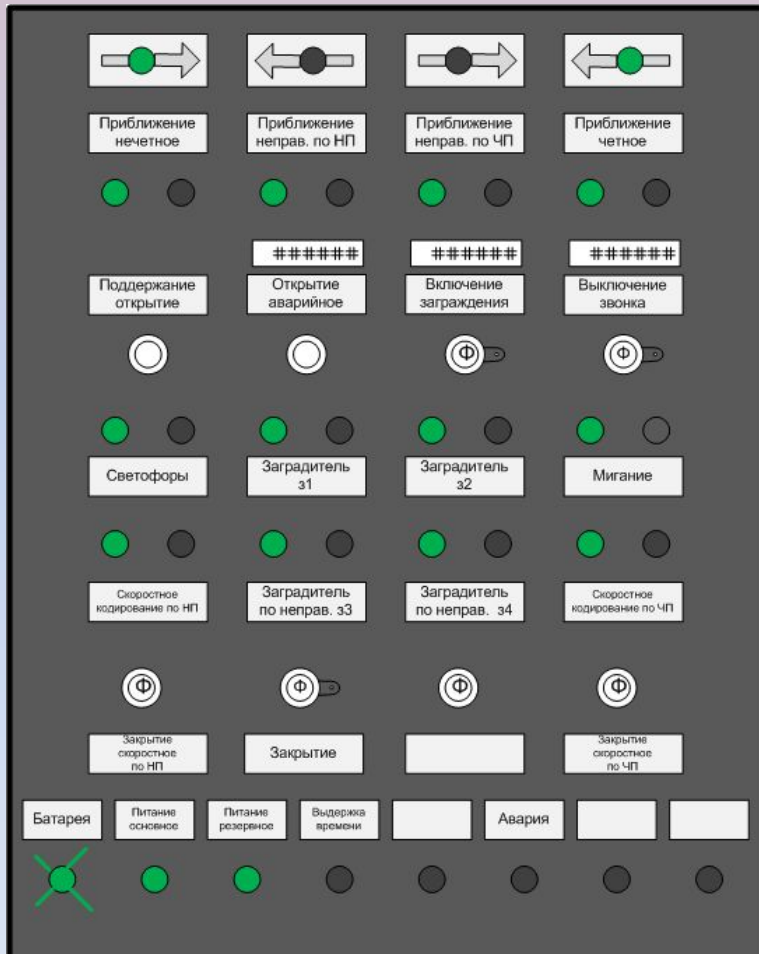 Приближение
нечетное
Приближение
неправ. по НП
Приближение
неправ. по ЧП
Приближение
четное
######
######
######
Поддержание
открытие
Открытие
аварийное
Включение
заграждения
Выключение
звонка
Ф
Ф
Светофоры
Заградитель
з1
Заградитель
з2
Мигание
Скоростное
кодирование по НП
Заградитель
по неправ. з3
Заградитель
по неправ. з4
Скоростное
кодирование по ЧП
Ф
Ф
Ф
Ф
Закрытие
скоростное
по НП
Закрытие
Закрытие
скоростное
по ЧП
Батарея
Питание
основное
Питание
резервное
Выдержка
времени
Авария